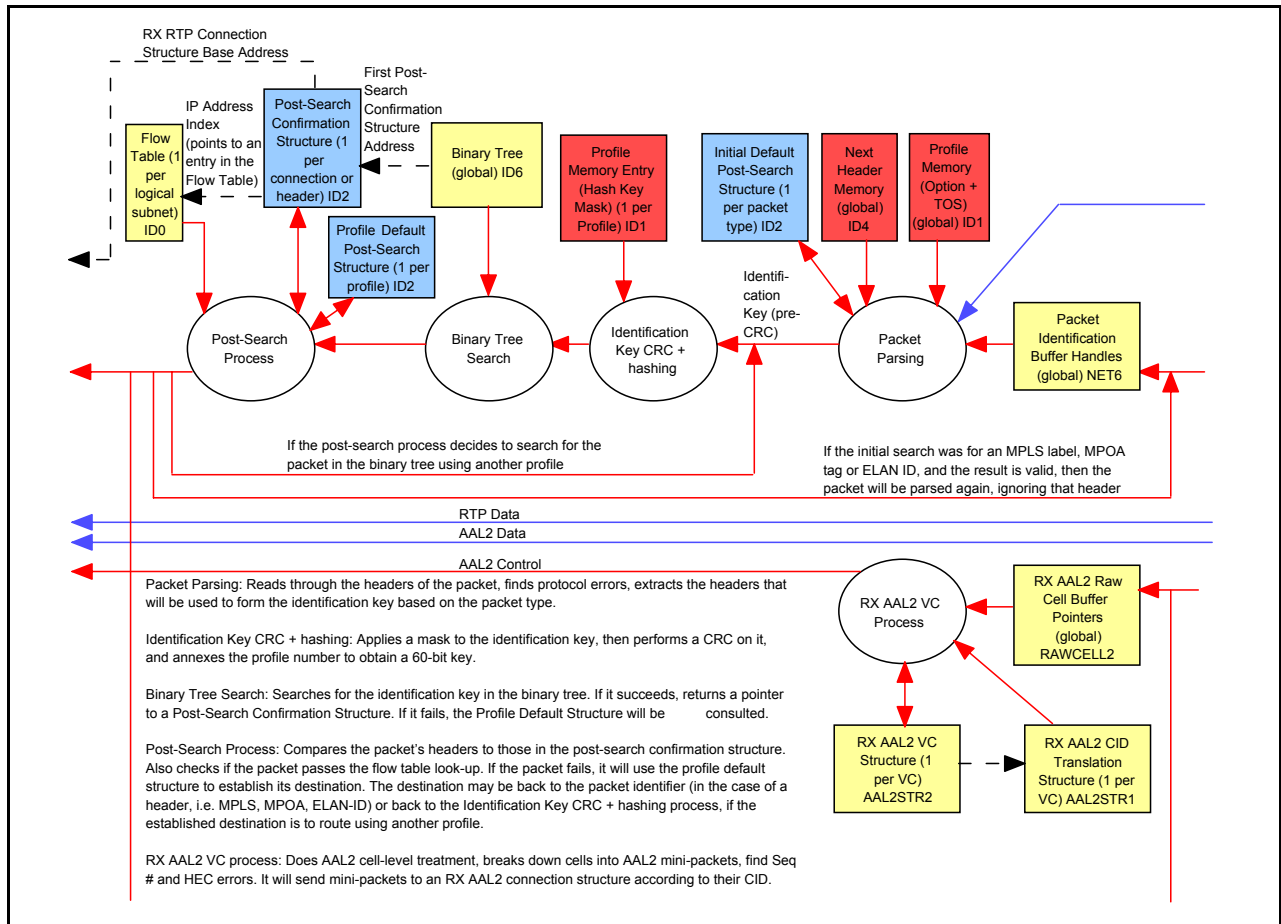 RX RTP Connection
Structure Base Address
First Post-
Search
Confirmation
Structure
Address
IP Address
Index
(points to an
entry in the
Flow Table)
Flow
Table (1
per
logical
subnet)
ID0
Post-Search
Confirmation
Structure (1
per
connection or
header) ID2
Profile Default
Post-Search
Structure (1 per
profile) ID2
Binary Tree
(global) ID6
Profile
Memory Entry
(Hash Key
Mask) (1 per
Profile) ID1
Initial Default
Post-Search
Structure (1
per packet
type) ID2
Next
Header
Memory
(global)
ID4
Profile
Memory
(Option +
TOS)
(global) ID1
Post-Search
Process
Binary Tree
Search
Identification
Key CRC +
hashing
Identifi-
cation
Key (pre-
CRC)
Packet
Parsing
Packet
Identification
Buffer Handles
(global) NET6
If the post-search process decides to search for the
packet in the binary tree using another profile
If the initial search was for an MPLS label, MPOA
tag or ELAN ID, and the result is valid, then the
packet will be parsed again, ignoring that header
RTP Data
AAL2 Data
AAL2 Control
Packet Parsing: Reads through the headers of the packet, finds protocol errors, extracts the headers that
will be used to form the identification key based on the packet type.
Identification Key CRC + hashing: Applies a mask to the identification key, then performs a CRC on it,
and annexes the profile number to obtain a 60-bit key.
Binary Tree Search: Searches for the identification key in the binary tree. If it succeeds, returns a pointer
to a Post-Search Confirmation Structure. If it fails, the Profile Default Structure will be consulted.
Post-Search Process: Compares the packet's headers to those in the post-search confirmation structure.
Also checks if the packet passes the flow table look-up. If the packet fails, it will use the profile default
structure to establish its destination. The destination may be back to the packet identifier (in the case of a
header, i.e. MPLS, MPOA, ELAN-ID) or back to the Identification Key CRC + hashing process, if the
established destination is to route using another profile.
RX AAL2 VC process: Does AAL2 cell-level treatment, breaks down cells into AAL2 mini-packets, find Seq
# and HEC errors. It will send mini-packets to an RX AAL2 connection structure according to their CID.
RX AAL2 VC
Process
RX AAL2 Raw
Cell Buffer
Pointers
(global)
RAWCELL2
RX AAL2 VC
Structure (1
per VC)
AAL2STR2
RX AAL2 CID
Translation
Structure (1 per
VC) AAL2STR1